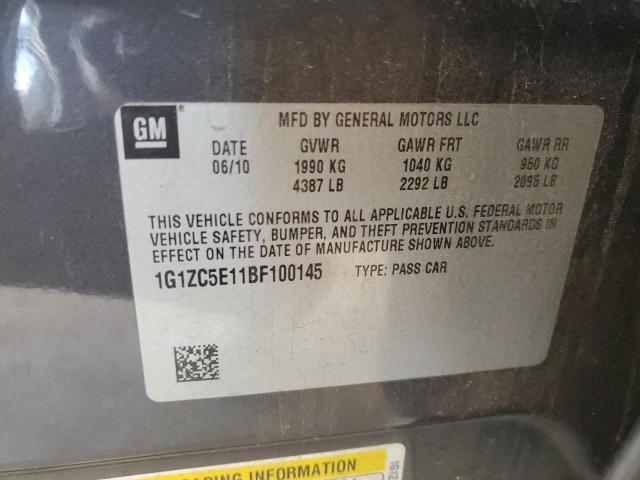 GM
®
MFD BY GENERAL MOTORS LLC
DATE GVWR GAWR FRT GAWR RR
06/10 1990 KG 1040 KG 950 KG
4387 LB 2292 LB 2095 LB
THIS VEHICLE CONFORMS TO ALL APPLICABLE U.S. FEDERAL MOTOR
VEHICLE SAFETY, BUMPER, AND THEFT PREVENTION STANDARDS IN
EFFECT ON THE DATE OF MANUFACTURE SHOWN ABOVE.
1G1ZC5E11BF100145 TYPE: PASS CAR
ADING INFORMATION
1G1Z